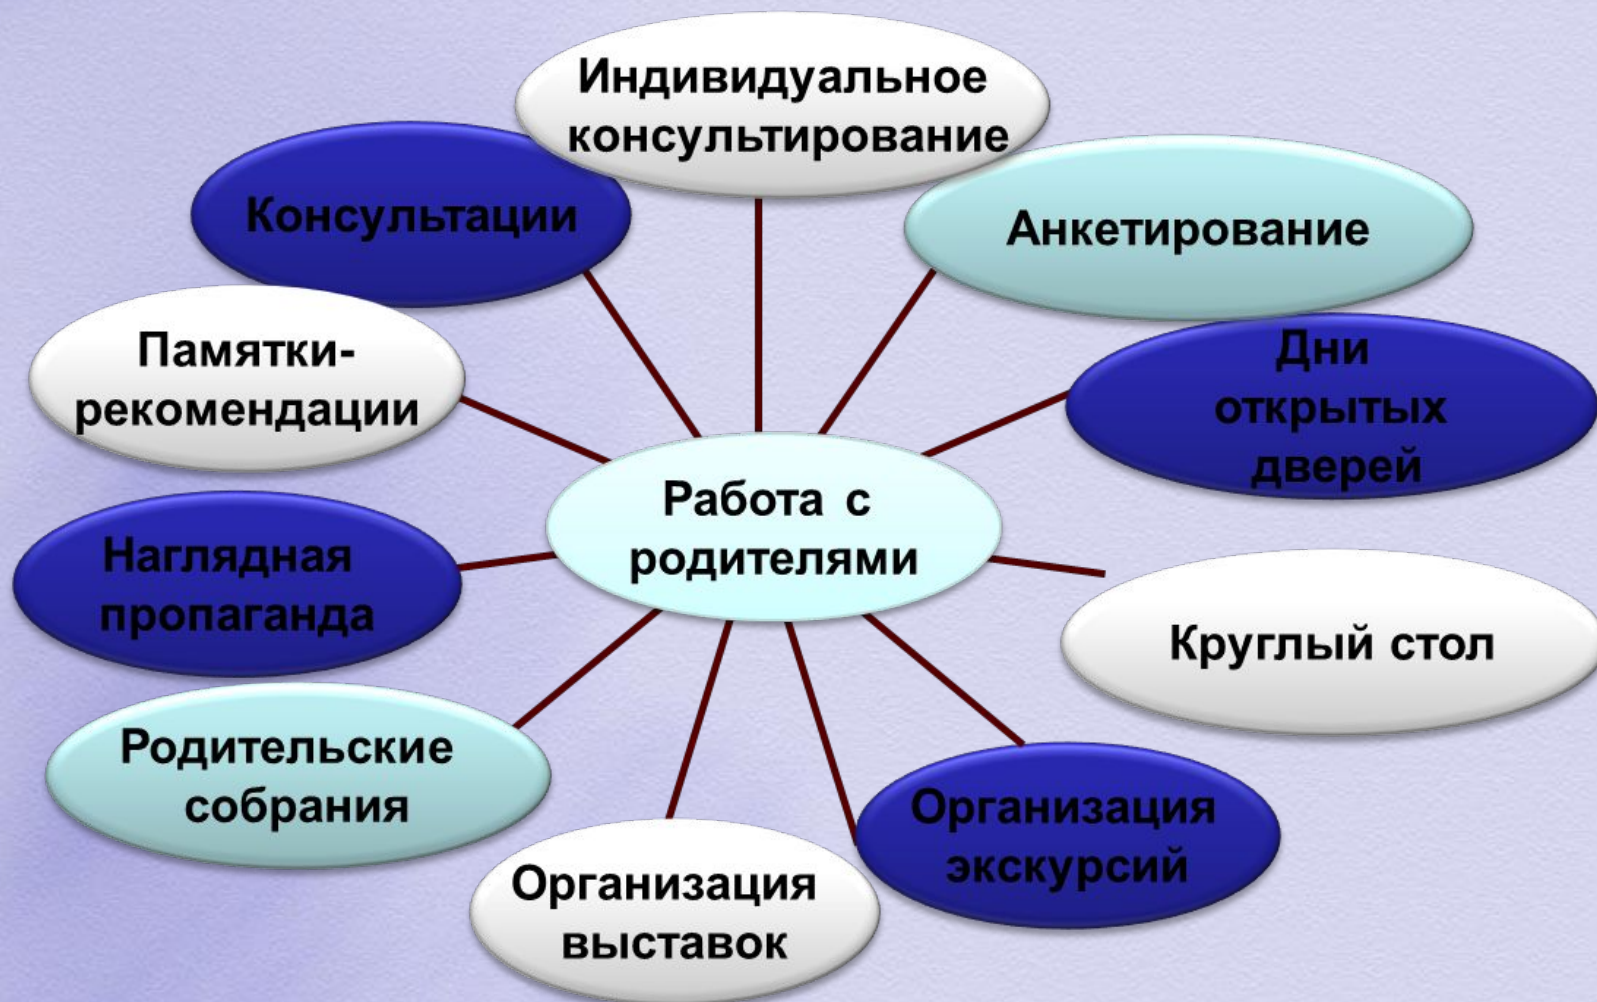 Индивидуальное
консультирование
Консультации
Анкетирование
Памятки-
рекомендации
Дни
открытых
дверей
Работа с
родителями
Наглядная
пропаганда
Круглый стол
Родительские
собрания
Организация
экскурсий
Организация
выставок